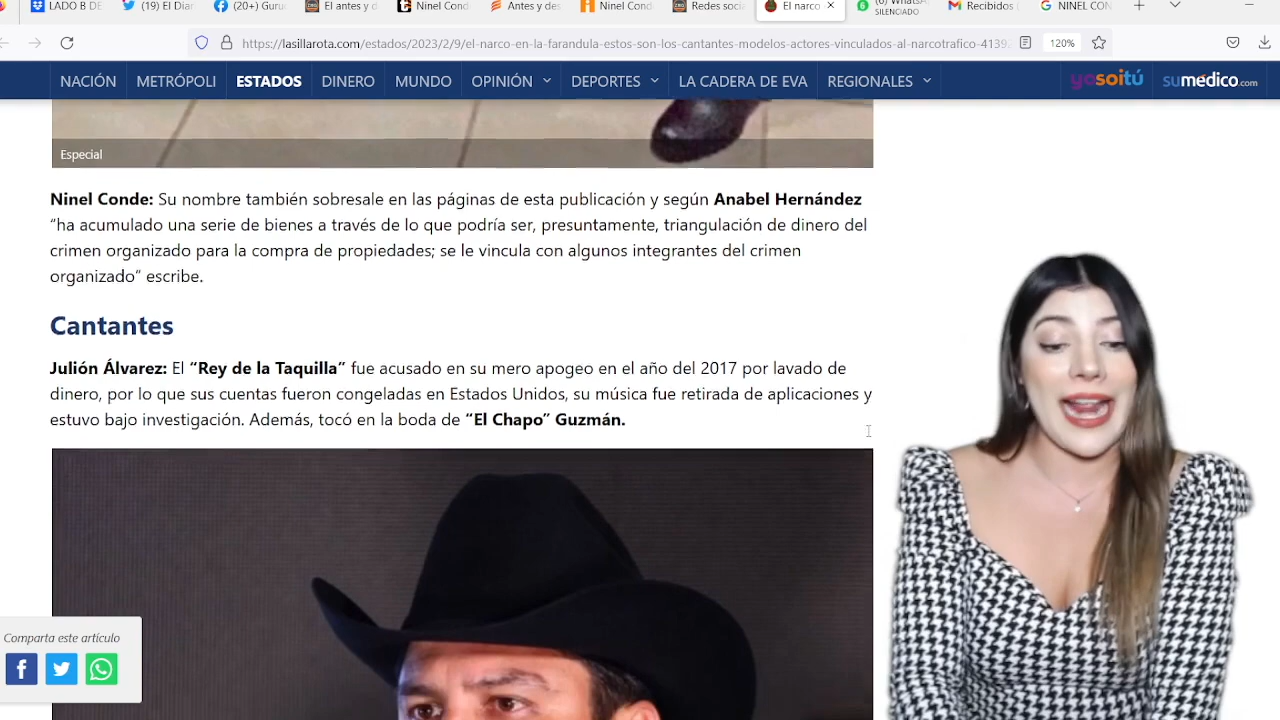 LADO B DE
(19) El Diar
(20+) Guru
El antes y d
Ninel Cond
Antes y des
Ninel Cond
Redes socia
El narco
(6) WhatsA
SILENCIADO
Recibidos (
NINEL CON
https://lasillarota.com/estados/2023/2/9/el-narco-en-la-farandula-estos-son-los-cantantes-modelos-actores-vinculados-al-narcotrafico-4139
120%
NACIÓN METRÓPOLI ESTADOS DINERO MUNDO OPINIÓN DEPORTES LA CADERA DE EVA REGIONALES yosoitú sumédico.com
Especial
Ninel Conde: Su nombre también sobresale en las páginas de esta publicación y según Anabel Hernández
“ha acumulado una serie de bienes a través de lo que podría ser, presuntamente, triangulación de dinero del
crimen organizado para la compra de propiedades; se le vincula con algunos integrantes del crimen
organizado” escribe.
Cantantes
Julión Álvarez: El “Rey de la Taquilla” fue acusado en su mero apogeo en el año del 2017 por lavado de
dinero, por lo que sus cuentas fueron congeladas en Estados Unidos, su música fue retirada de aplicaciones y
estuvo bajo investigación. Además, tocó en la boda de “El Chapo” Guzmán.
Comparta este artículo